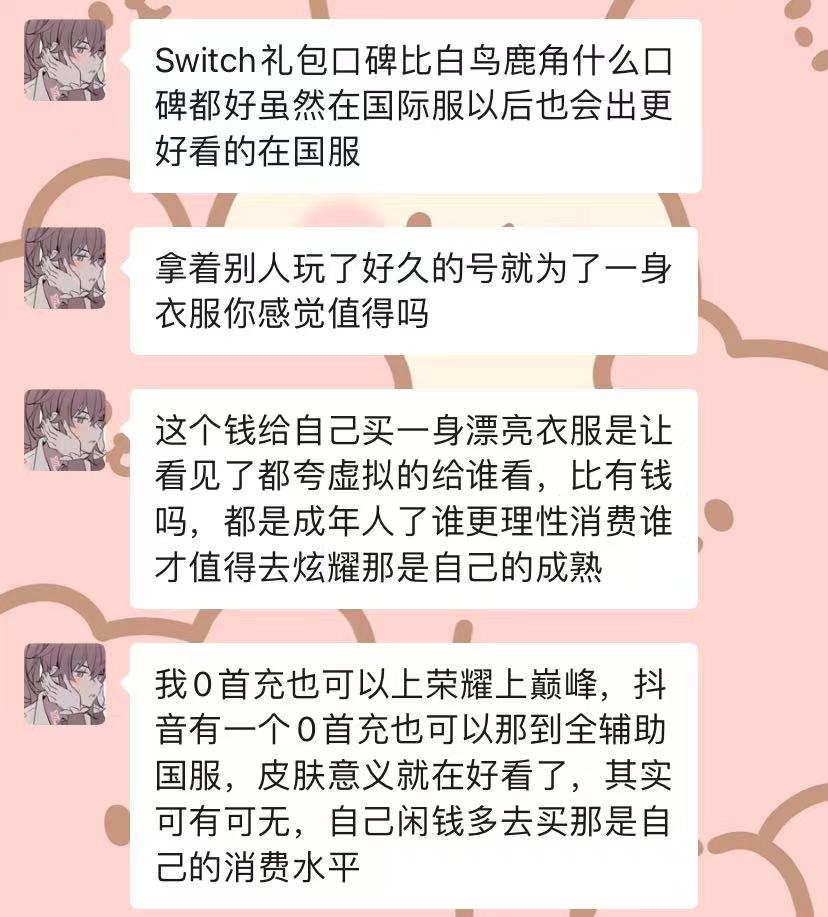 Switch礼包口碑比白鸟鹿角什么口
碑都好虽然在国际服以后也会出更
好看的在国服
拿着别人玩了好久的号就为了一身
衣服你感觉值得吗
这个钱给自己买一身漂亮衣服是让
看见了都夸虚拟的给谁看，比有钱
吗，都是成年人了谁更理性消费谁
才值得去炫耀那是自己的成熟
我0首充也可以上荣耀上巅峰，抖
音有一个0首充也可以那到全辅助
国服，皮肤意义就在好看了，其实
可有可无，自己闲钱多去买那是自
己的消费水平